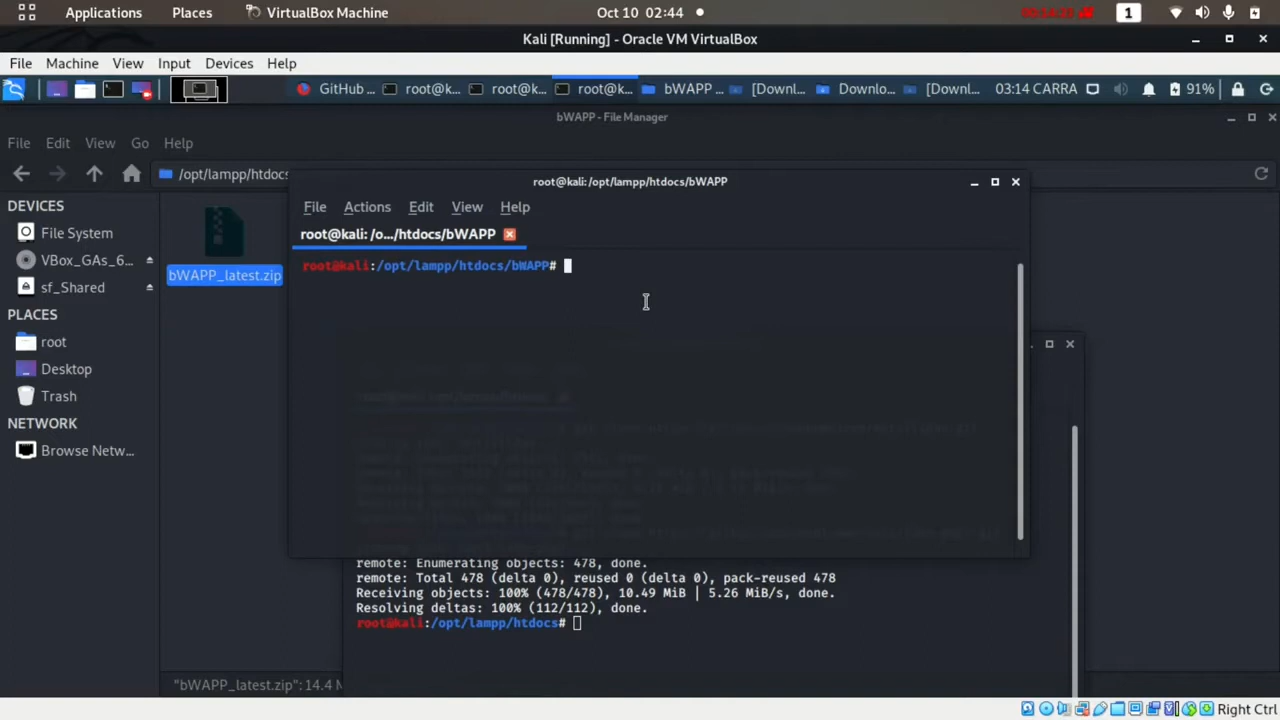 Applications Places VirtualBox Machine Oct 10 02:44 1
Kali [Running] - Oracle VM VirtualBox
File Machine View Input Devices Help
GitHub ... root@k... root@k... root@k... bWAPP ... [Downl... Downlo... [Downl... 03:14 CARRA 91%
bWAPP - File Manager
File Edit View Go Help
/opt/lampp/htdocs
DEVICES
File System
VBox_GAs_6...
sf_Shared
PLACES
root
Desktop
Trash
NETWORK
Browse Netw...
bWAPP_latest.zip
root@kali:/opt/lampp/htdocs/bWAPP
File Actions Edit View Help
root@kali: /o.../htdocs/bWAPP
root@kali:/opt/lampp/htdocs/bWAPP#
remote: Enumerating objects: 478, done.
remote: Total 478 (delta 0), reused 0 (delta 0), pack-reused 478
Receiving objects: 100% (478/478), 10.49 MiB | 5.26 MiB/s, done.
Resolving deltas: 100% (112/112), done.
root@kali:/opt/lampp/htdocs#
"bWAPP_latest.zip": 14.4 M
Right Ctrl